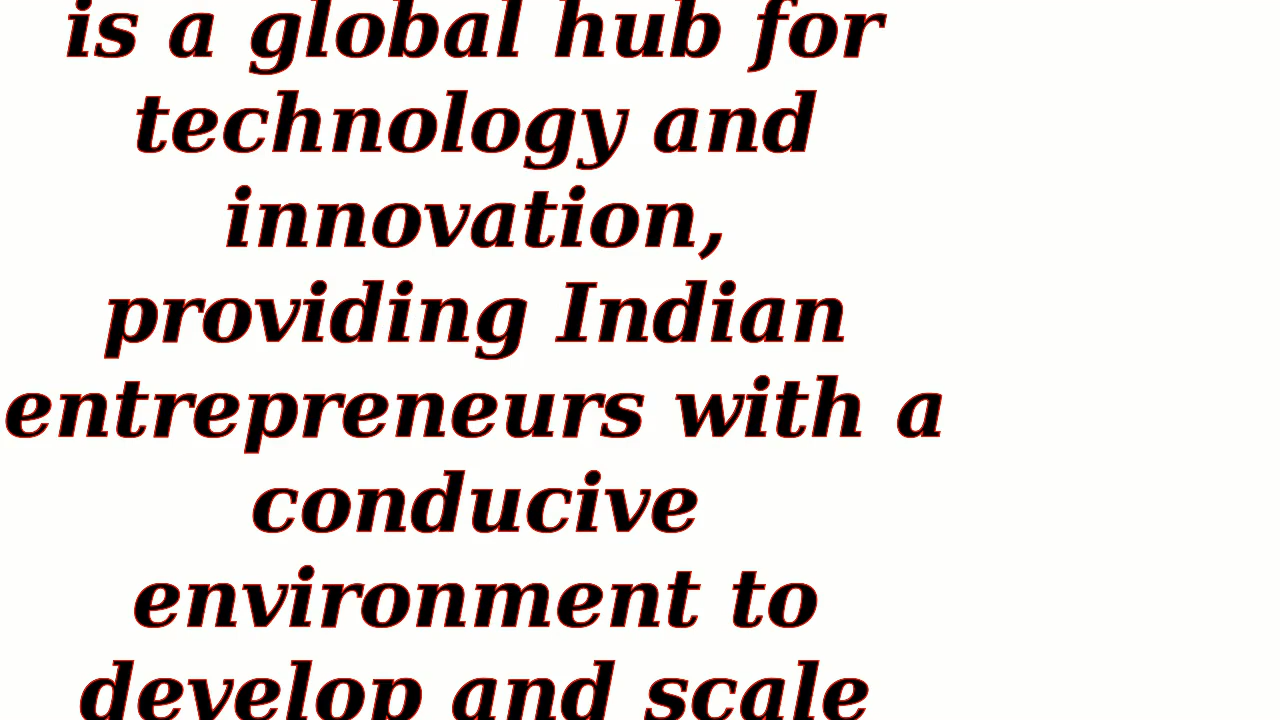 is a global hub for
technology and
innovation,
providing Indian
entrepreneurs with a
conducive
environment to
develop and scale